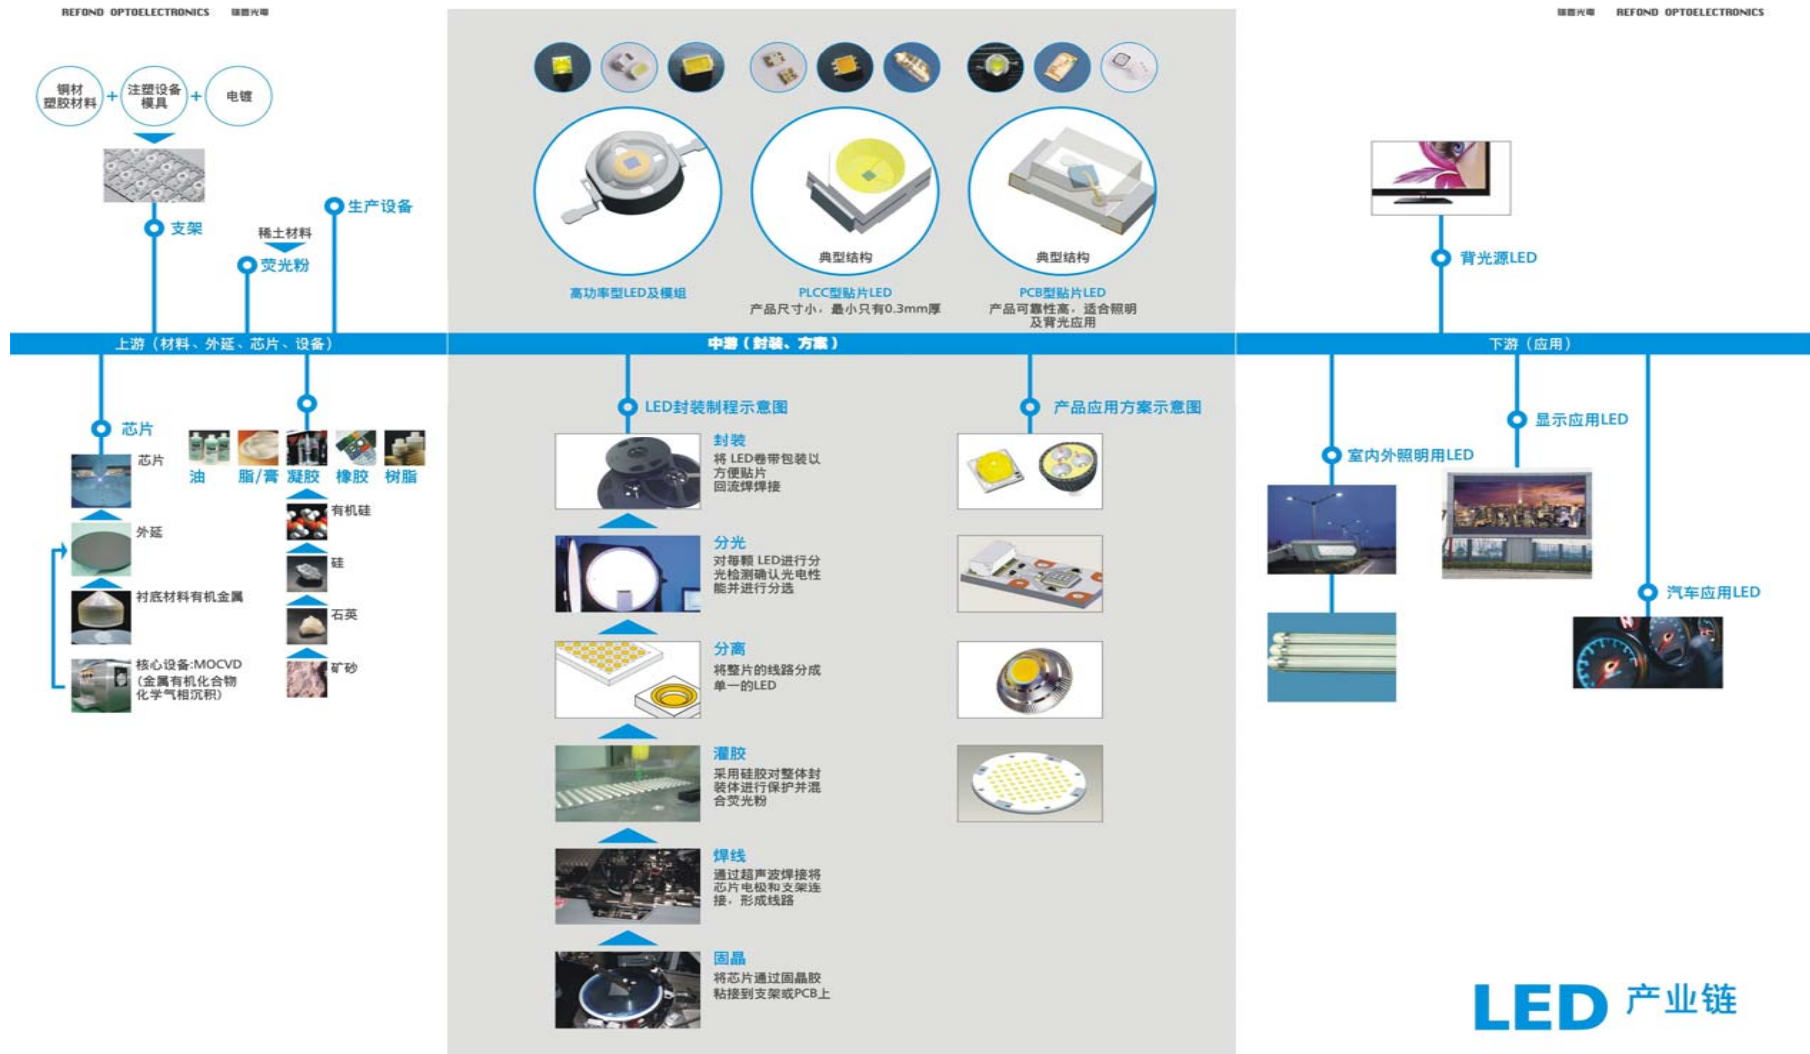 REFOND OPTOELECTRONICS 瑞豐光電
瑞豐光電 REFOND OPTOELECTRONICS
铜材
塑胶材料
+
注塑设备
模具
+
电镀
支架
稀土材料
荧光粉
生产设备
典型结构
典型结构
高功率型LED及模组
PLCC型贴片LED
产品尺寸小，最小只有0.3mm厚
PCB型贴片LED
产品可靠性高，适合照明
及背光应用
背光源LED
上游（材料、外延、芯片、设备）
中游（封装、方案）
下游（应用）
芯片
芯片
外延
衬底材料有机金属
核心设备:MOCVD
（金属有机化合物
化学气相沉积）
油
脂/膏
凝胶
橡胶
树脂
有机硅
硅
石英
矿砂
LED封装制程示意图
封装
将 LED卷带包装以
方便贴片
回流焊焊接
分光
对每颗 LED进行分
光检测确认光电性
能并进行分选
分离
将整片的线路分成
单一的LED
灌胶
采用硅胶对整体封
装体进行保护并混
合荧光粉
焊线
通过超声波焊接将
芯片电极和支架连
接，形成线路
固晶
将芯片通过固晶胶
粘接到支架或PCB上
产品应用方案示意图
室内外照明用LED
显示应用LED
汽车应用LED
LED 产业链